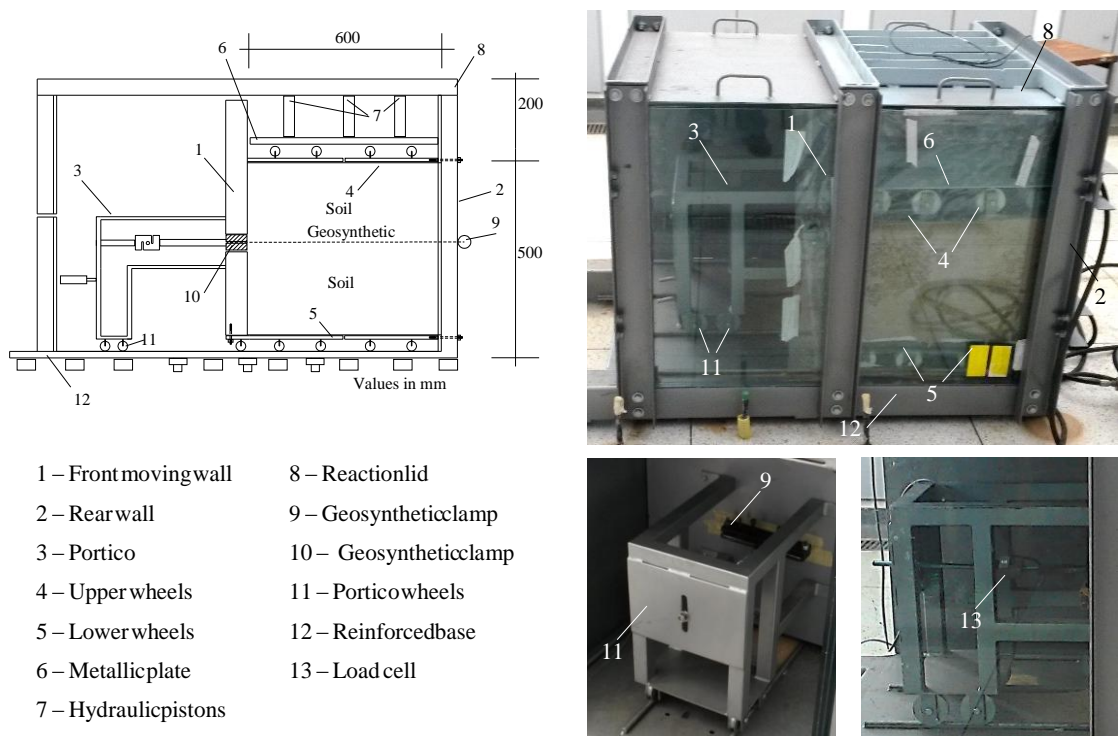 600
6
8
200
7
1
3
4
2
Soil
Geosynthetic
9
500
10
Soil
5
11
Values in mm
12
8
3
1
6
4
2
11
5
12
1 – Frontmovingwall
2 – Rearwall
3 – Portico
4 – Upperwheels
5 – Lowerwheels
6 – Metallicplate
7 – Hydraulicpistons
8 – Reactionlid
9 – Geosyntheticclamp
10 – Geosyntheticclamp
11 – Porticowheels
12 – Reinforcedbase
13 – Loadcell
9
11
13